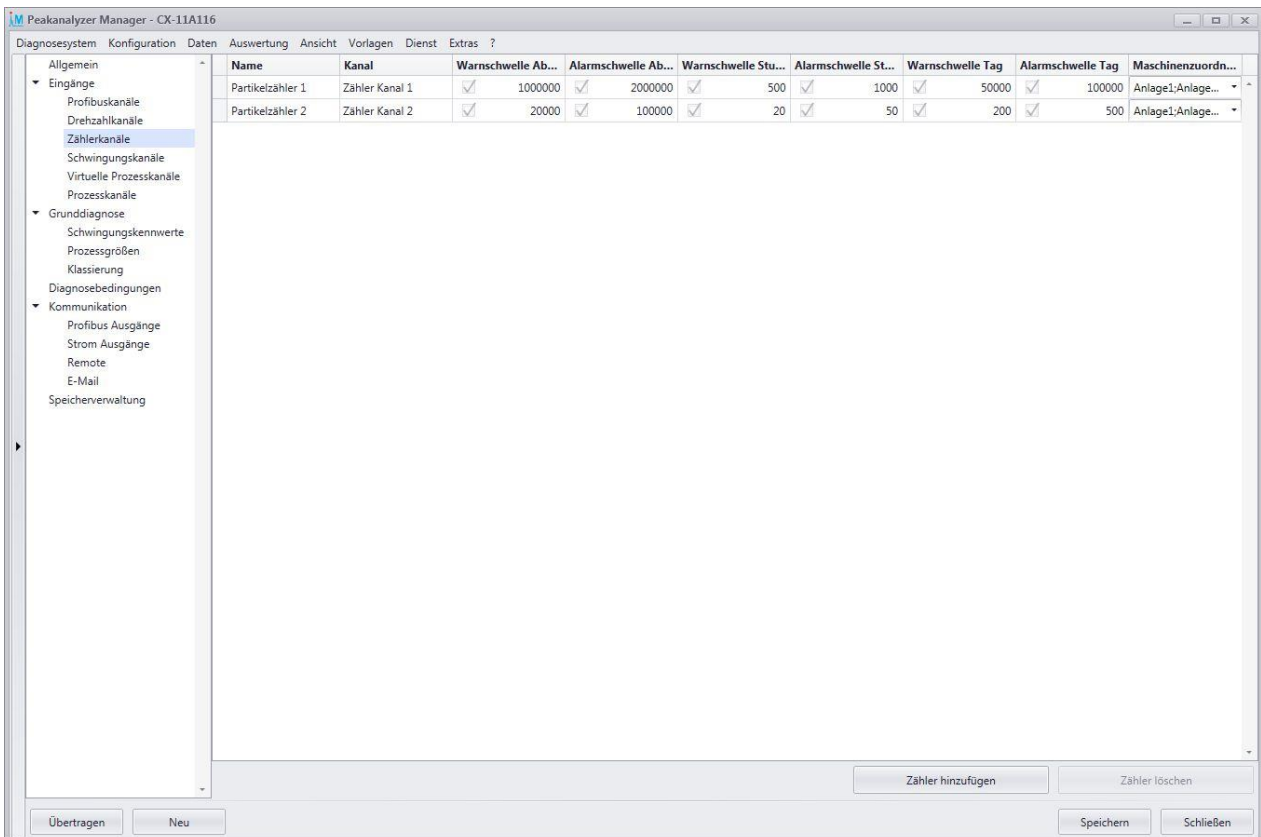 Peakanalyzer Manager - CX-11A116
Diagnosesystem Konfiguration Daten Auswertung Ansicht Vorlagen Dienst Extras ?
Allgemein
Eingänge
Profibuskanäle
Drehzahlkanäle
Zählerkanäle
Schwingungskanäle
Virtuelle Prozesskanäle
Prozesskanäle
Grunddiagnose
Schwingungskennwerte
Prozessgrößen
Klassierung
Diagnosebedingungen
Kommunikation
Profibus Ausgänge
Strom Ausgänge
Remote
E-Mail
Speicherverwaltung
Name Kanal Warnschwelle Ab... Alarmschwelle Ab... Warnschwelle Stu... Alarmschwelle St... Warnschwelle Tag Alarmschwelle Tag Maschinenzuordn...
Partikelzähler 1 Zähler Kanal 1 1000000 2000000 500 1000 50000 100000 Anlage1;Anlage...
Partikelzähler 2 Zähler Kanal 2 20000 100000 20 50 200 500 Anlage1;Anlage...
Zähler hinzufügen Zähler löschen
Übertragen Neu Speichern Schließen